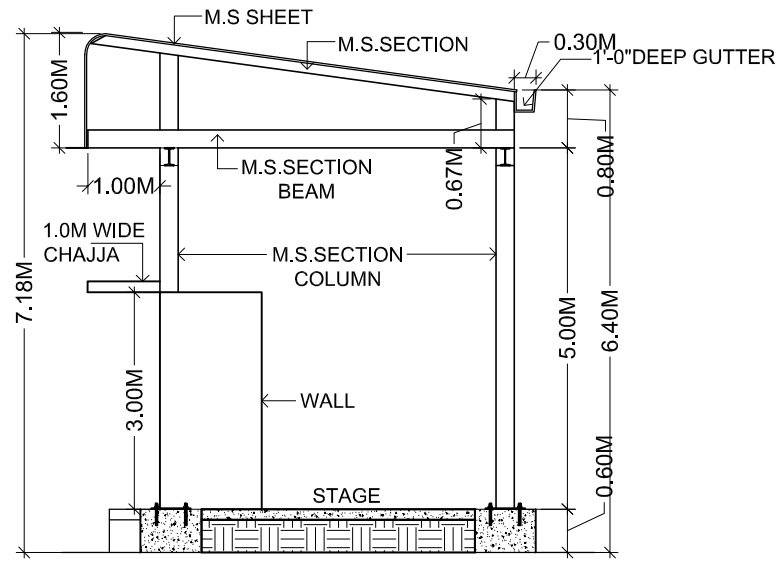 M.S SHEET
M.S.SECTION
0.30M
1'-0"DEEP GUTTER
1.60M
0.67M
0.80M
M.S.SECTION
BEAM
1.00M
1.0M WIDE
CHAJJA
M.S.SECTION
COLUMN
7.18M
5.00M
6.40M
3.00M
WALL
0.60M
STAGE